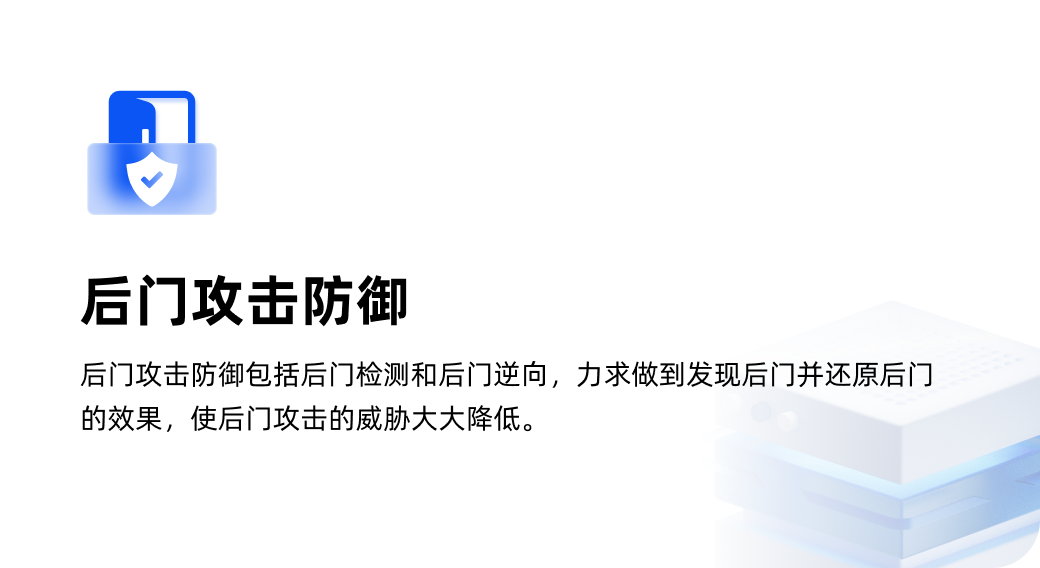 后门攻击防御
后门攻击防御包括后门检测和后门逆向，力求做到发现后门并还原后门
的效果，使后门攻击的威胁大大降低。